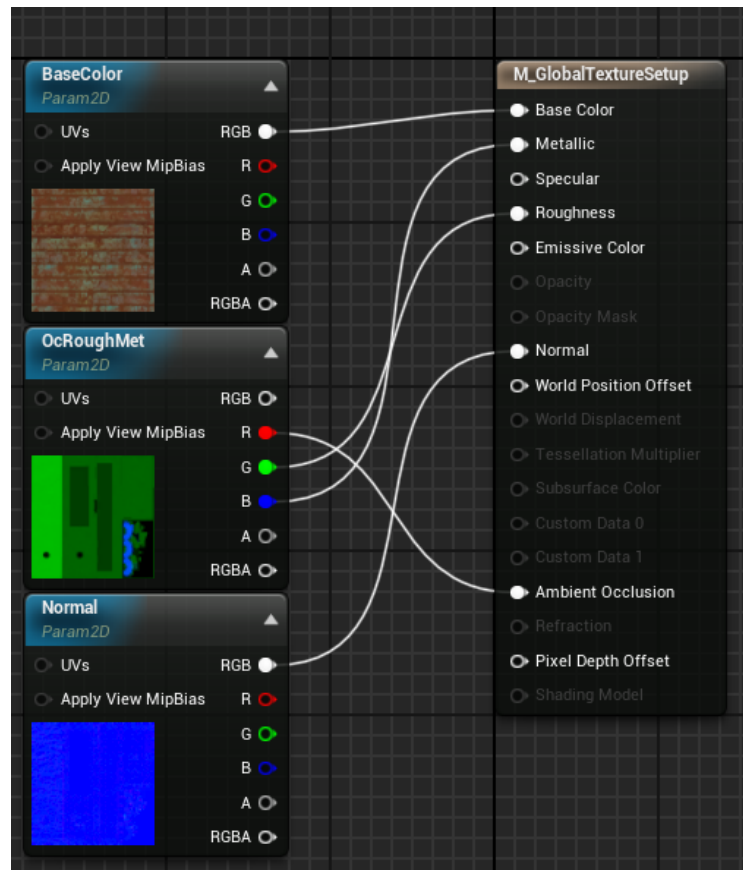 BaseColor
Param2D
UVs RGB
Apply View MipBias R
G
B
A
RGBA
OcRoughMet
Param2D
UVs RGB
Apply View MipBias R
G
B
A
RGBA
Normal
Param2D
UVs RGB
Apply View MipBias R
G
B
A
RGBA
M_GlobalTextureSetup
Base Color
Metallic
Specular
Roughness
Emissive Color
Opacity
Opacity Mask
Normal
World Position Offset
World Displacement
Tessellation Multiplier
Subsurface Color
Custom Data 0
Custom Data 1
Ambient Occlusion
Refraction
Pixel Depth Offset
Shading Model